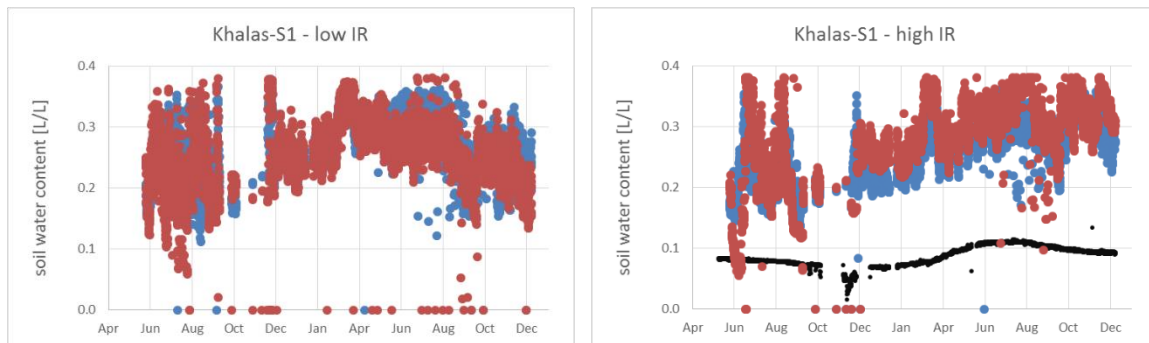 Khalas-S1 - low IR
soil water content [L/L]
0.4
0.3
0.2
0.1
0.0
Apr Jun Aug Oct Dec Jan Apr Jun Aug Oct Dec
Khalas-S1 - high IR
soil water content [L/L]
0.4
0.3
0.2
0.1
0.0
Apr Jun Aug Oct Dec Jan Apr Jun Aug Oct Dec